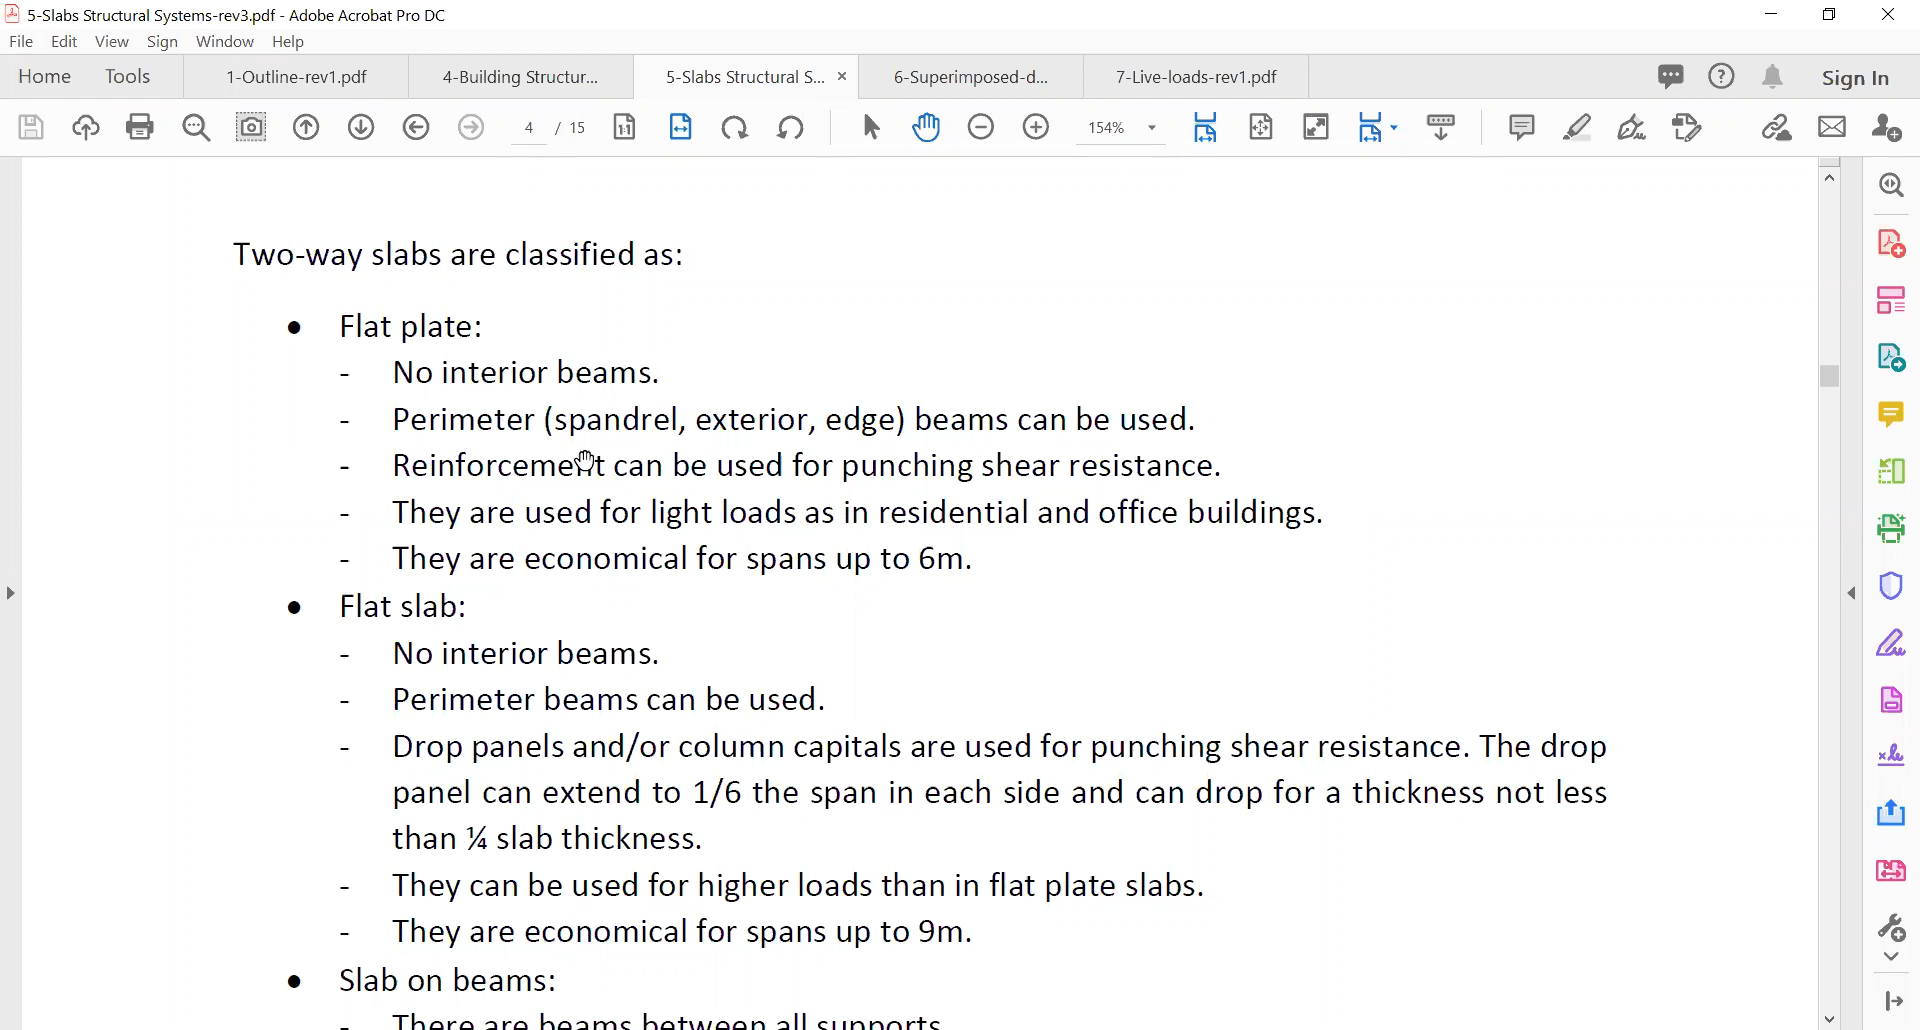 5-Slabs Structural Systems-rev3.pdf - Adobe Acrobat Pro DC
File Edit View Sign Window Help
Home Tools 1-Outline-rev1.pdf 4-Building Structur... 5-Slabs Structural S... × 6-Superimposed-d... 7-Live-loads-rev1.pdf Sign In
4 / 15 154%
Two-way slabs are classified as:
• Flat plate:
- No interior beams.
- Perimeter (spandrel, exterior, edge) beams can be used.
- Reinforcement can be used for punching shear resistance.
- They are used for light loads as in residential and office buildings.
- They are economical for spans up to 6m.
• Flat slab:
- No interior beams.
- Perimeter beams can be used.
- Drop panels and/or column capitals are used for punching shear resistance. The drop
panel can extend to 1/6 the span in each side and can drop for a thickness not less
than ¼ slab thickness.
- They can be used for higher loads than in flat plate slabs.
- They are economical for spans up to 9m.
• Slab on beams:
- There are beams between all supports.